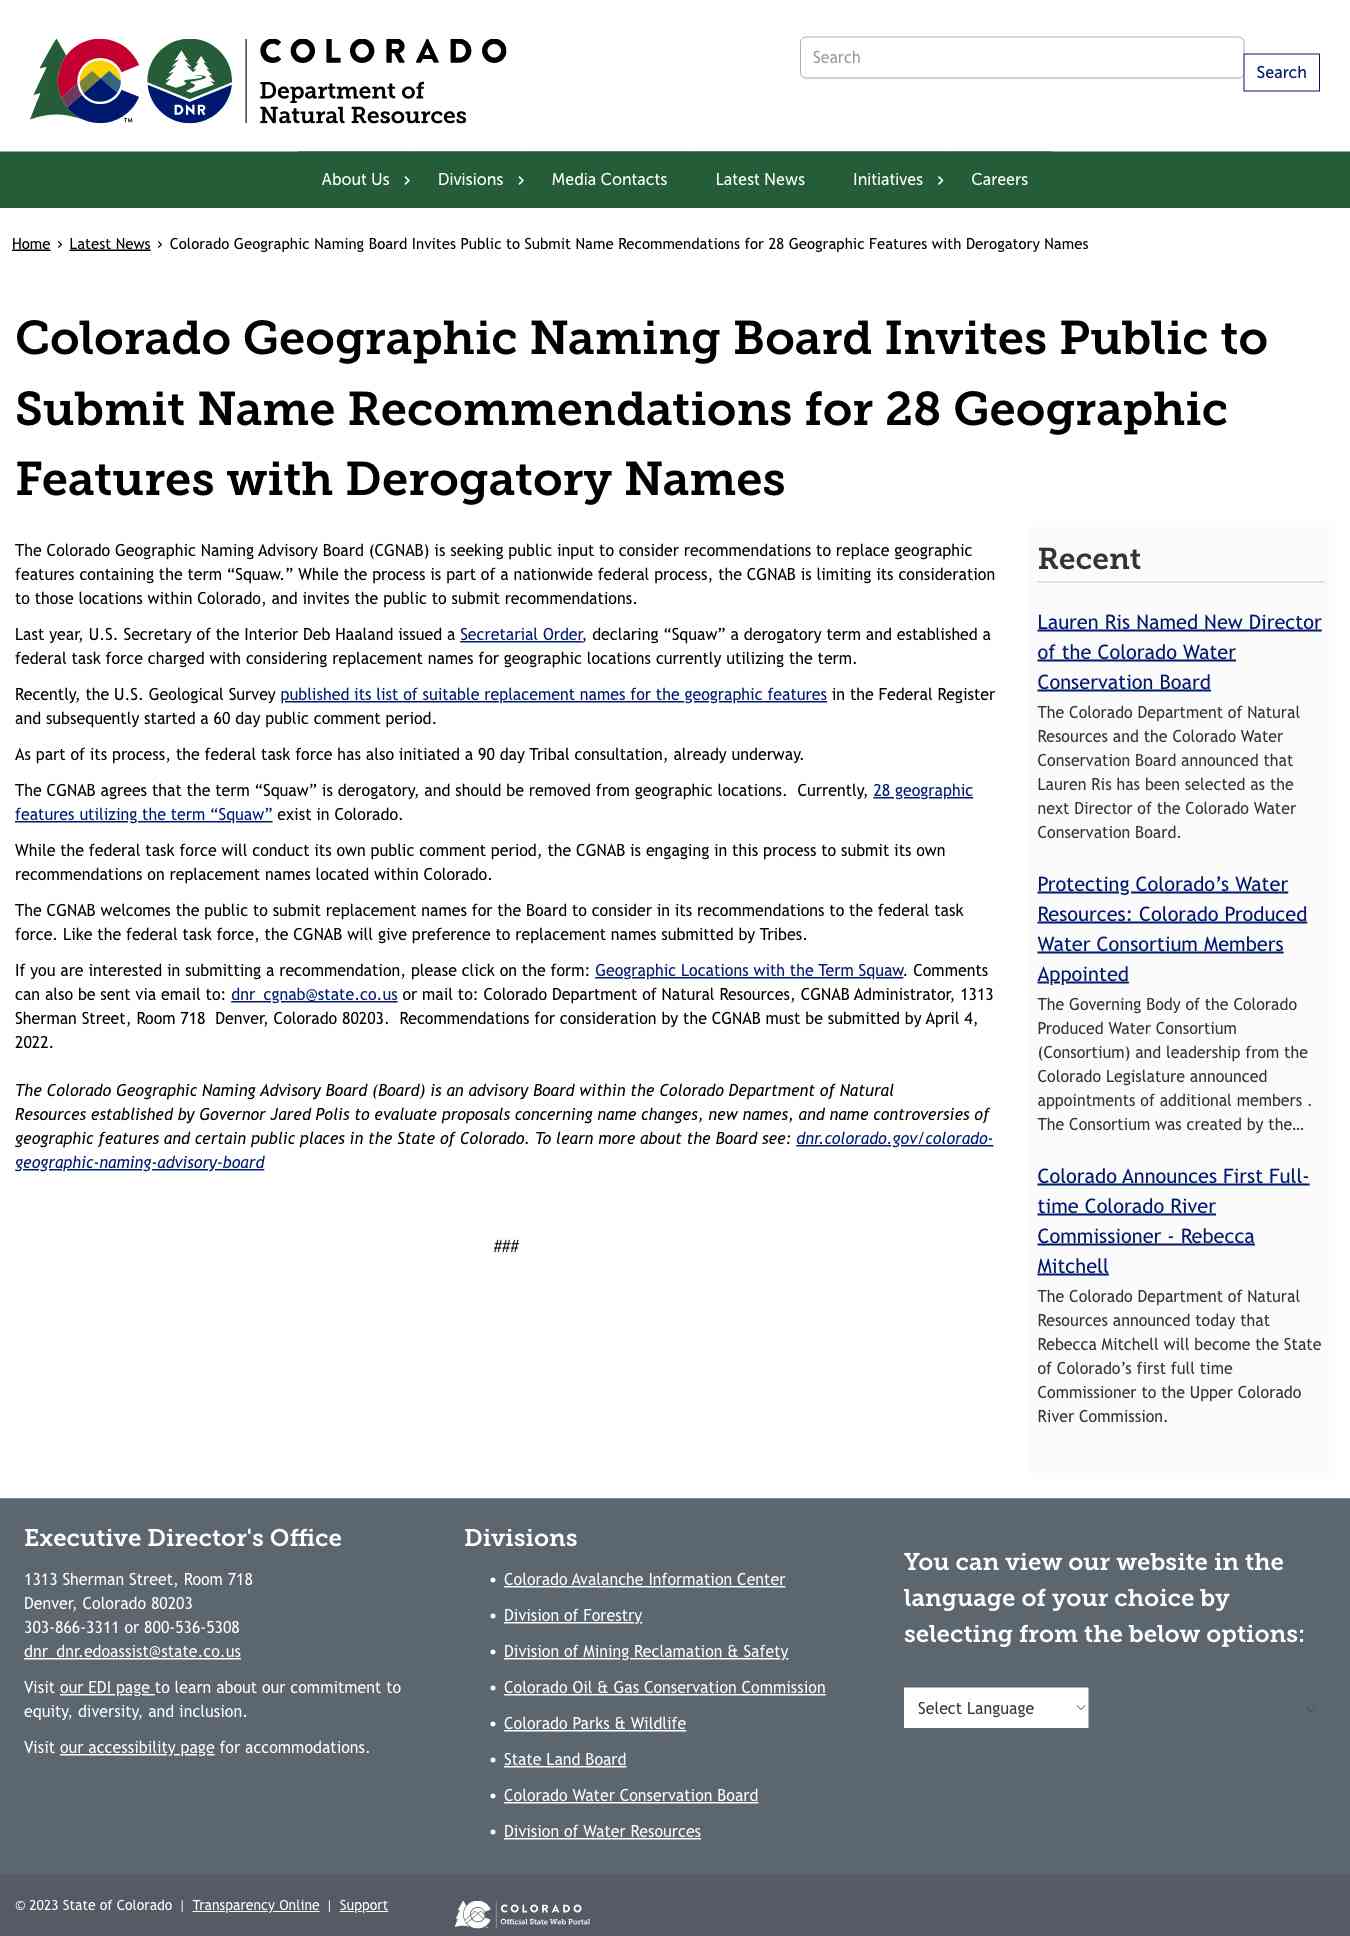 COLORADO
Department of
Natural Resources
DNR
TM
Search
Search
About Us
Divisions
Media Contacts
Latest News
Initiatives
Careers
Home › Latest News › Colorado Geographic Naming Board Invites Public to Submit Name Recommendations for 28 Geographic Features with Derogatory Names
Colorado Geographic Naming Board Invites Public to
Submit Name Recommendations for 28 Geographic
Features with Derogatory Names
The Colorado Geographic Naming Advisory Board (CGNAB) is seeking public input to consider recommendations to replace geographic
features containing the term “Squaw.” While the process is part of a nationwide federal process, the CGNAB is limiting its consideration
to those locations within Colorado, and invites the public to submit recommendations.
Last year, U.S. Secretary of the Interior Deb Haaland issued a Secretarial Order, declaring “Squaw” a derogatory term and established a
federal task force charged with considering replacement names for geographic locations currently utilizing the term.
Recently, the U.S. Geological Survey published its list of suitable replacement names for the geographic features in the Federal Register
and subsequently started a 60 day public comment period.
As part of its process, the federal task force has also initiated a 90 day Tribal consultation, already underway.
The CGNAB agrees that the term “Squaw” is derogatory, and should be removed from geographic locations.  Currently, 28 geographic
features utilizing the term “Squaw” exist in Colorado.
While the federal task force will conduct its own public comment period, the CGNAB is engaging in this process to submit its own
recommendations on replacement names located within Colorado.
The CGNAB welcomes the public to submit replacement names for the Board to consider in its recommendations to the federal task
force. Like the federal task force, the CGNAB will give preference to replacement names submitted by Tribes.
If you are interested in submitting a recommendation, please click on the form: Geographic Locations with the Term Squaw. Comments
can also be sent via email to: dnr_cgnab@state.co.us or mail to: Colorado Department of Natural Resources, CGNAB Administrator, 1313
Sherman Street, Room 718  Denver, Colorado 80203.  Recommendations for consideration by the CGNAB must be submitted by April 4,
2022.
The Colorado Geographic Naming Advisory Board (Board) is an advisory Board within the Colorado Department of Natural
Resources established by Governor Jared Polis to evaluate proposals concerning name changes, new names, and name controversies of
geographic features and certain public places in the State of Colorado. To learn more about the Board see: dnr.colorado.gov/colorado-
geographic-naming-advisory-board
###
Recent
Lauren Ris Named New Director
of the Colorado Water
Conservation Board
The Colorado Department of Natural
Resources and the Colorado Water
Conservation Board announced that
Lauren Ris has been selected as the
next Director of the Colorado Water
Conservation Board.
Protecting Colorado’s Water
Resources: Colorado Produced
Water Consortium Members
Appointed
The Governing Body of the Colorado
Produced Water Consortium
(Consortium) and leadership from the
Colorado Legislature announced
appointments of additional members .
The Consortium was created by the…
Colorado Announces First Full-
time Colorado River
Commissioner - Rebecca
Mitchell
The Colorado Department of Natural
Resources announced today that
Rebecca Mitchell will become the State
of Colorado’s first full time
Commissioner to the Upper Colorado
River Commission.
Executive Director's Office
1313 Sherman Street, Room 718
Denver, Colorado 80203
303-866-3311 or 800-536-5308
dnr_dnr.edoassist@state.co.us
Visit our EDI page to learn about our commitment to
equity, diversity, and inclusion.
Visit our accessibility page for accommodations.
Divisions
• Colorado Avalanche Information Center
• Division of Forestry
• Division of Mining Reclamation & Safety
• Colorado Oil & Gas Conservation Commission
• Colorado Parks & Wildlife
• State Land Board
• Colorado Water Conservation Board
• Division of Water Resources
You can view our website in the
language of your choice by
selecting from the below options:
Select Language
© 2023 State of Colorado | Transparency Online | Support
COLORADO
Official State Web Portal